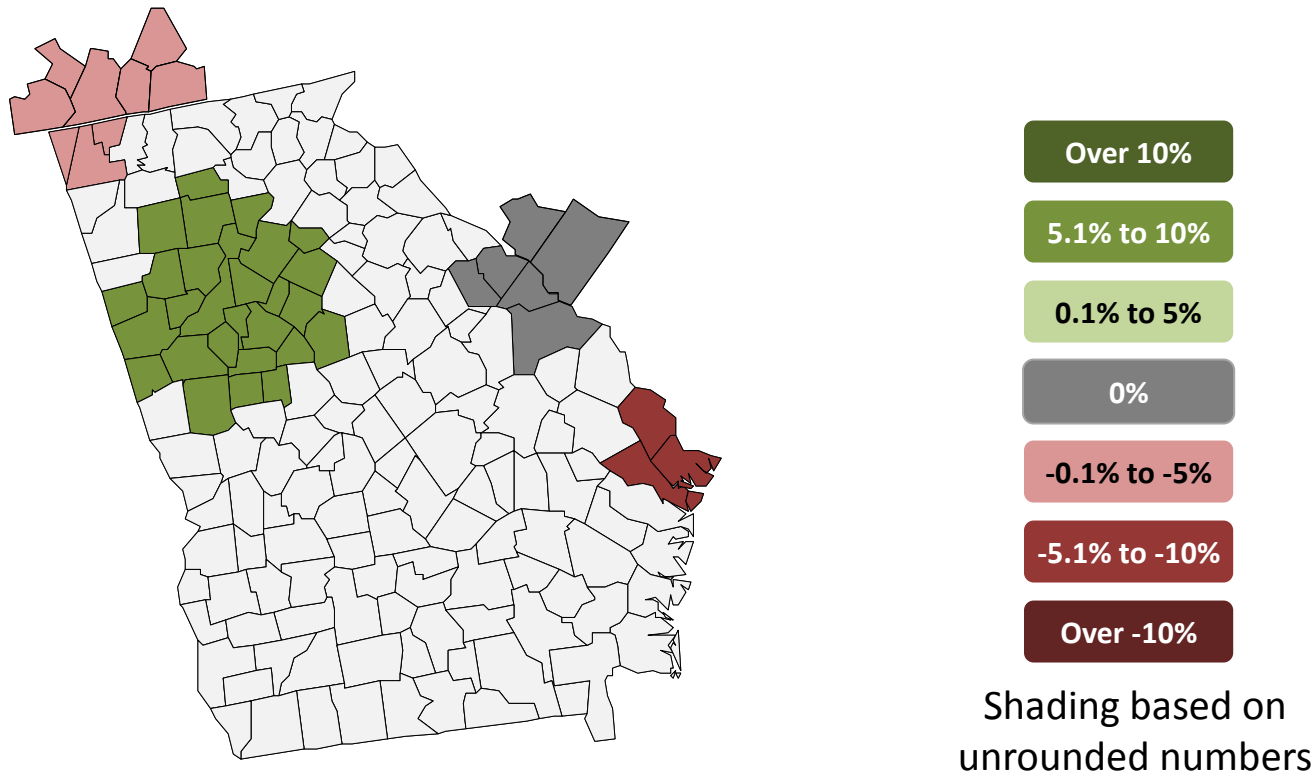 Over 10%
5.1% to 10%
0.1% to 5%
0%
-0.1% to -5%
-5.1% to -10%
Over -10%
Shading based on
unrounded numbers